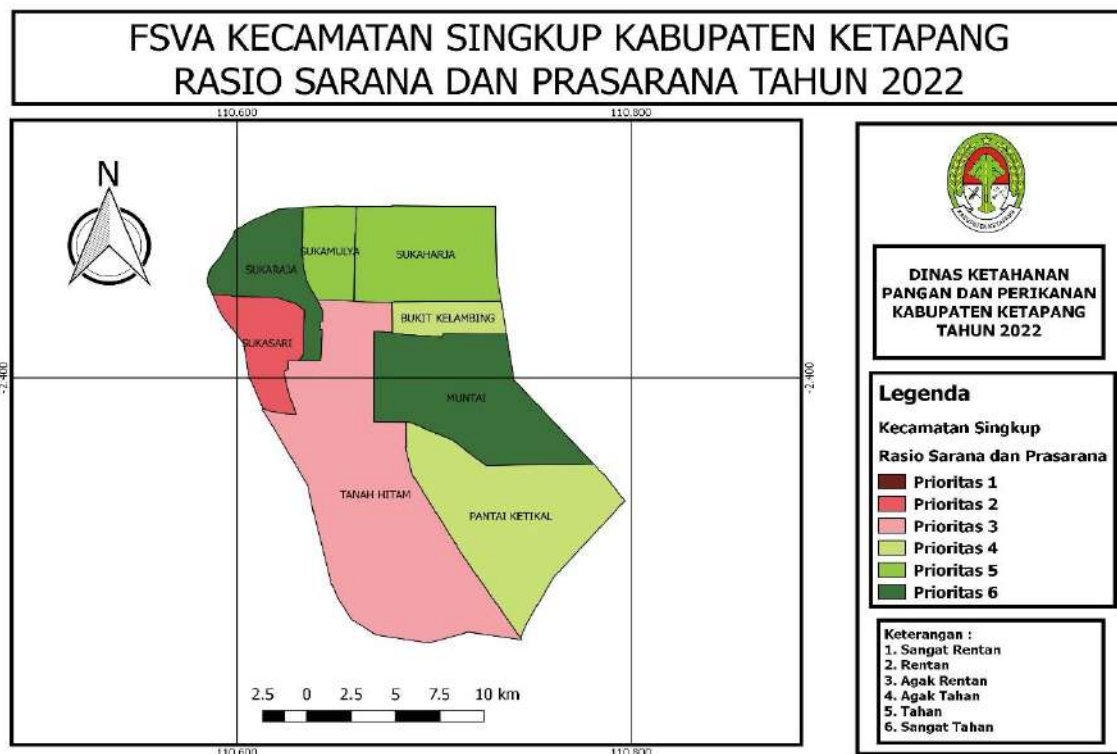 FSVA KECAMATAN SINGKUP KABUPATEN KETAPANG
RASIO SARANA DAN PRASARANA TAHUN 2022
110.600
110.800
N
SUKAMULYA
SUKAHARJA
SUKARAJA
BUKIT KELAMBING
SUKASARI
-2.400
-2.400
MUNTAI
TANAH HITAM
PANTAI KETIKAL
2.5 0 2.5 5 7.5 10 km
110.600
110.800
KABUPATEN KETAPANG
DINAS KETAHANAN
PANGAN DAN PERIKANAN
KABUPATEN KETAPANG
TAHUN 2022
Legenda
Kecamatan Singkup
Rasio Sarana dan Prasarana
Prioritas 1
Prioritas 2
Prioritas 3
Prioritas 4
Prioritas 5
Prioritas 6
Keterangan :
1. Sangat Rentan
2. Rentan
3. Agak Rentan
4. Agak Tahan
5. Tahan
6. Sangat Tahan